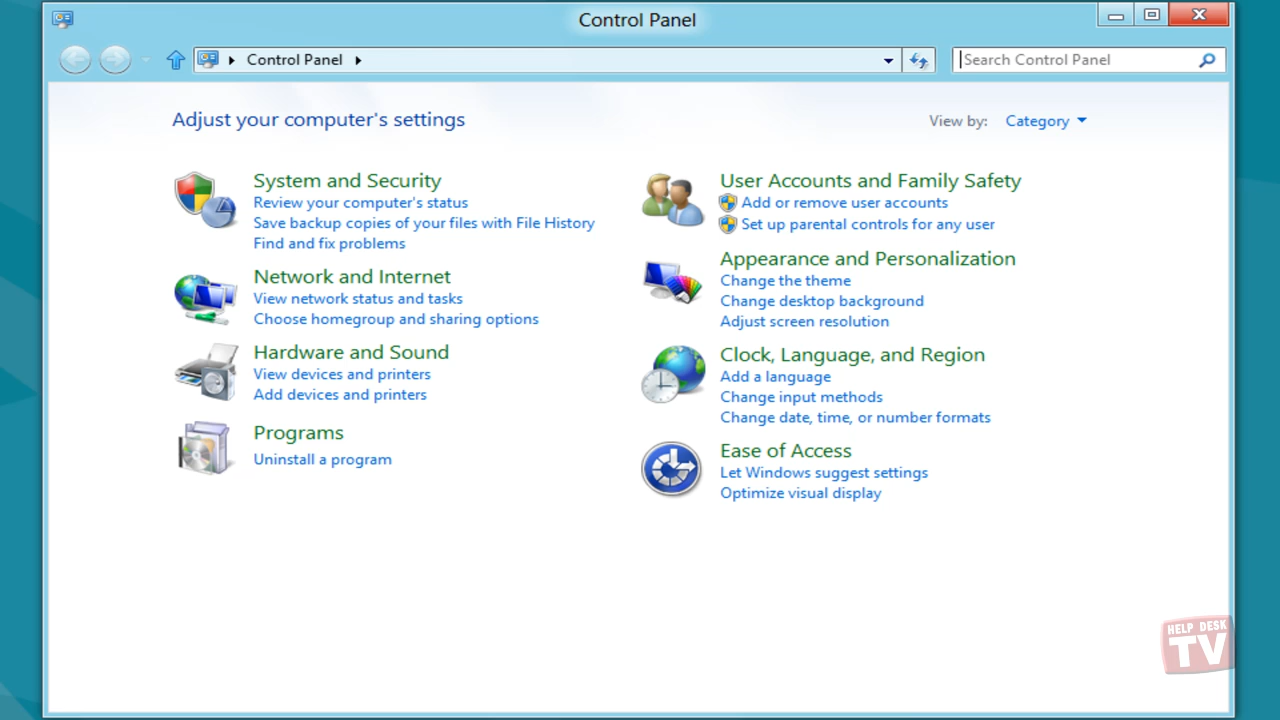 Control Panel
Control Panel
Search Control Panel
Adjust your computer's settings
View by: Category
System and Security
Review your computer's status
Save backup copies of your files with File History
Find and fix problems
Network and Internet
View network status and tasks
Choose homegroup and sharing options
Hardware and Sound
View devices and printers
Add devices and printers
Programs
Uninstall a program
User Accounts and Family Safety
Add or remove user accounts
Set up parental controls for any user
Appearance and Personalization
Change the theme
Change desktop background
Adjust screen resolution
Clock, Language, and Region
Add a language
Change input methods
Change date, time, or number formats
Ease of Access
Let Windows suggest settings
Optimize visual display
HELP DESK
TV